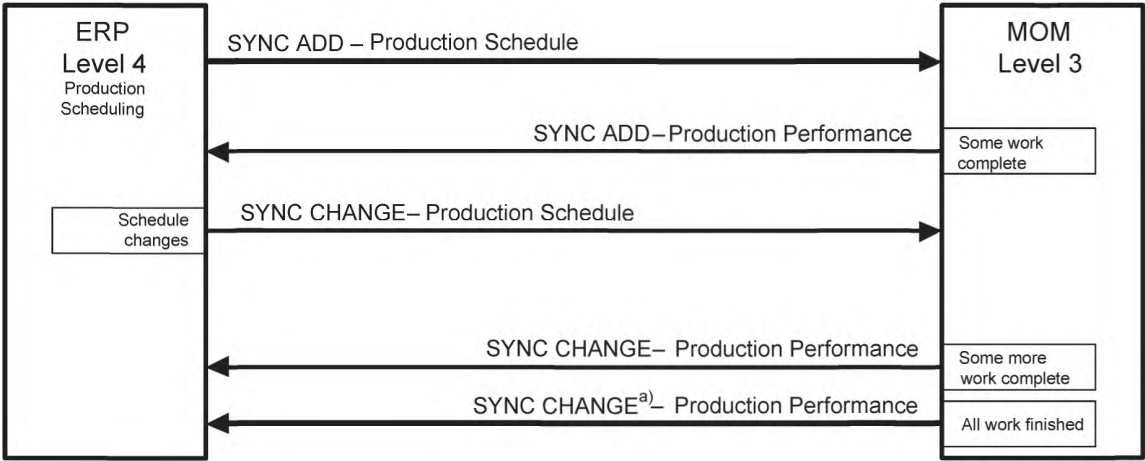 ERP
Level 4
Production
Scheduling
MOM
Level 3
SYNC ADD – Production Schedule
SYNC ADD–Production Performance
Some work
complete
Schedule
changes
SYNC CHANGE– Production Schedule
SYNC CHANGE– Production Performance
Some more
work complete
SYNC CHANGEa)– Production Performance
All work finished